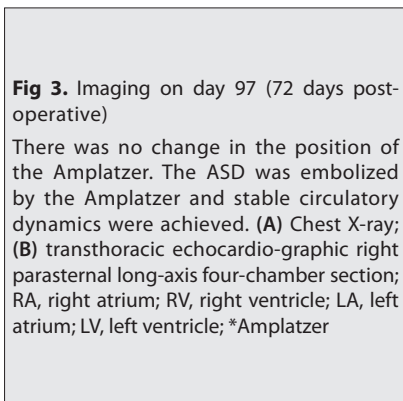 Fig 3. Imaging on day 97 (72 days post-
operative)
There was no change in the position of
the Amplatzer. The ASD was embolized
by the Amplatzer and stable circulatory
dynamics were achieved. (A) Chest X-ray;
(B) transthoracic echocardio-graphic right
parasternal long-axis four-chamber section;
RA, right atrium; RV, right ventricle; LA, left
atrium; LV, left ventricle; *Amplatzer